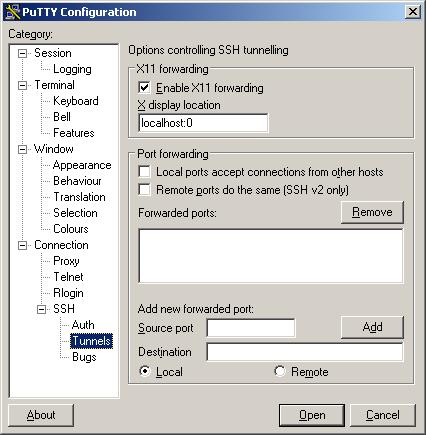 PuTTY Configuration
Category:
Session
Logging
Terminal
Keyboard
Bell
Features
Window
Appearance
Behaviour
Translation
Selection
Colours
Connection
Proxy
Telnet
Rlogin
SSH
Auth
Tunnels
Bugs
Options controlling SSH tunnelling
X11 forwarding
Enable X11 forwarding
X display location
localhost:0
Port forwarding
Local ports accept connections from other hosts
Remote ports do the same (SSH v2 only)
Forwarded ports:
Remove
Add new forwarded port:
Source port
Add
Destination
Local
Remote
About
Open
Cancel